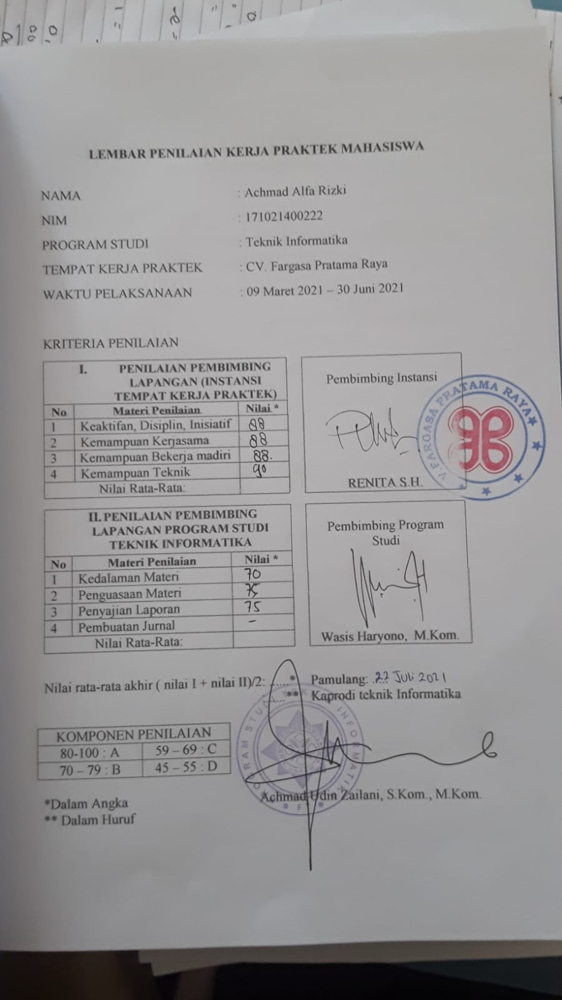 LEMBAR PENILAIAN KERJA PRAKTEK MAHASISWA
NAMA : Achmad Alfa Rizki
NIM : 171021400222
PROGRAM STUDI : Teknik Informatika
TEMPAT KERJA PRAKTEK : CV. Fargasa Pratama Raya
WAKTU PELAKSANAAN : 09 Maret 2021 – 30 Juni 2021
KRITERIA PENILAIAN
I. PENILAIAN PEMBIMBING
LAPANGAN (INSTANSI
TEMPAT KERJA PRAKTEK)
No Materi Penilaian Nilai *
1 Keaktifan, Disiplin, Inisiatif 88
2 Kemampuan Kerjasama 88
3 Kemampuan Bekerja madiri 88.
4 Kemampuan Teknik 90
Nilai Rata-Rata:
Pembimbing Instansi
RENITA S.H.
V. FARGASA PRATAMA RAYA
II. PENILAIAN PEMBIMBING
LAPANGAN PROGRAM STUDI
TEKNIK INFORMATIKA
No Materi Penilaian Nilai *
1 Kedalaman Materi 70
2 Penguasaan Materi 75
3 Penyajian Laporan 75
4 Pembuatan Jurnal -
Nilai Rata-Rata:
Pembimbing Program
Studi
Wasis Haryono, M.Kom.
Nilai rata-rata akhir ( nilai I + nilai II)/2: ......*
......**
Pamulang: 22 Juli 2021
Kaprodi teknik Informatika
Achmad Udin Zailani, S.Kom., M.Kom.
KOMPONEN PENILAIAN
80-100 : A 59 – 69 : C
70 – 79 : B 45 – 55 : D
*Dalam Angka
** Dalam Huruf